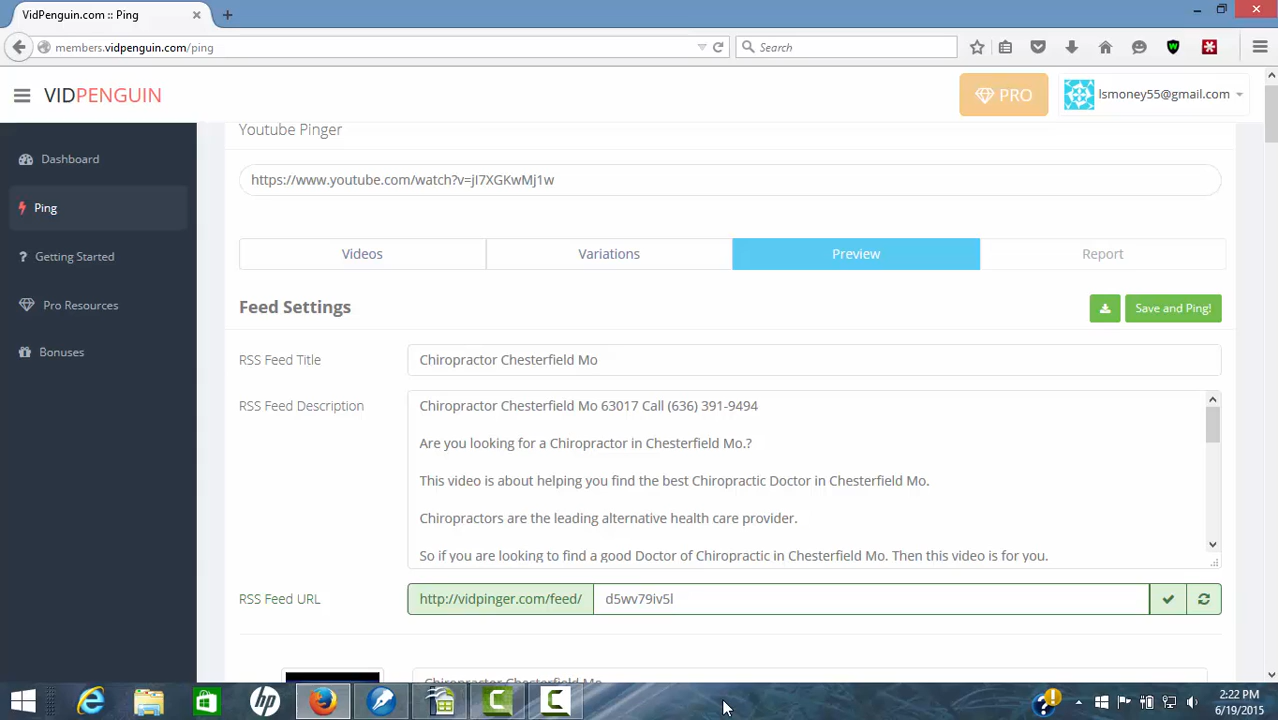 VidPenguin.com :: Ping
members.vidpenguin.com/ping
Search
VIDPENGUIN
PRO
lsmoney55@gmail.com
Youtube Pinger
Dashboard
https://www.youtube.com/watch?v=jI7XGKwMj1w
Ping
Videos
Variations
Preview
Report
Getting Started
Feed Settings
Save and Ping!
Pro Resources
RSS Feed Title
Chiropractor Chesterfield Mo
Bonuses
RSS Feed Description
Chiropractor Chesterfield Mo 63017 Call (636) 391-9494
Are you looking for a Chiropractor in Chesterfield Mo.?
This video is about helping you find the best Chiropractic Doctor in Chesterfield Mo.
Chiropractors are the leading alternative health care provider.
So if you are looking to find a good Doctor of Chiropractic in Chesterfield Mo. Then this video is for you.
RSS Feed URL
http://vidpinger.com/feed/
d5wv79iv5l
Chiropractor Chesterfield Mo
2:22 PM
6/19/2015